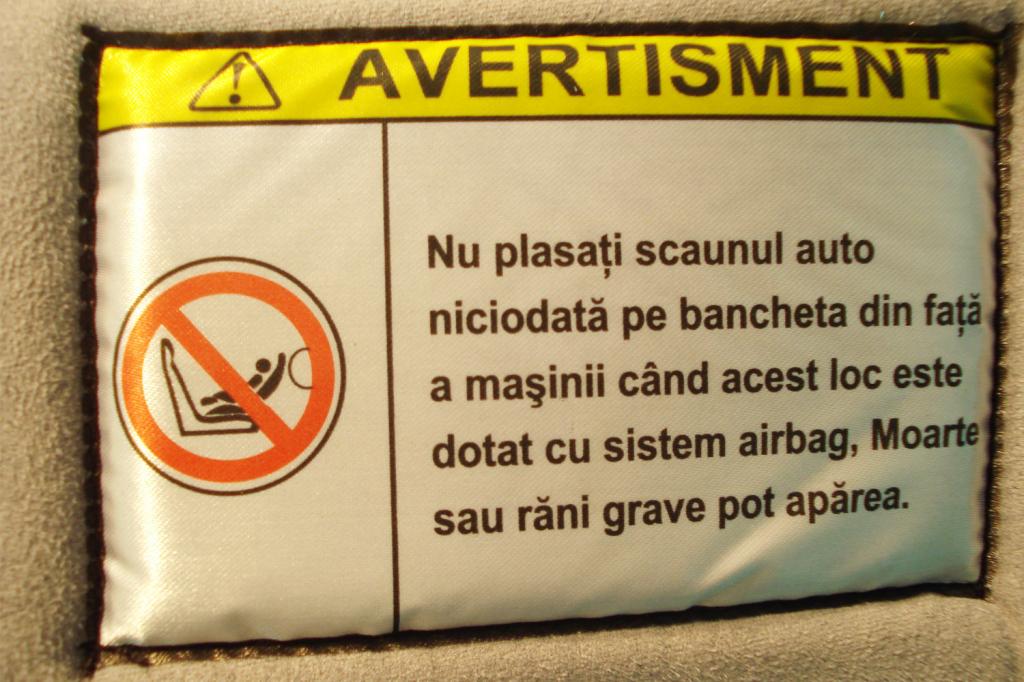 AVERTISMENT
Nu plasați scaunul auto
niciodată pe bancheta din față
a maşinii când acest loc este
dotat cu sistem airbag, Moarte
sau răni grave pot apărea.